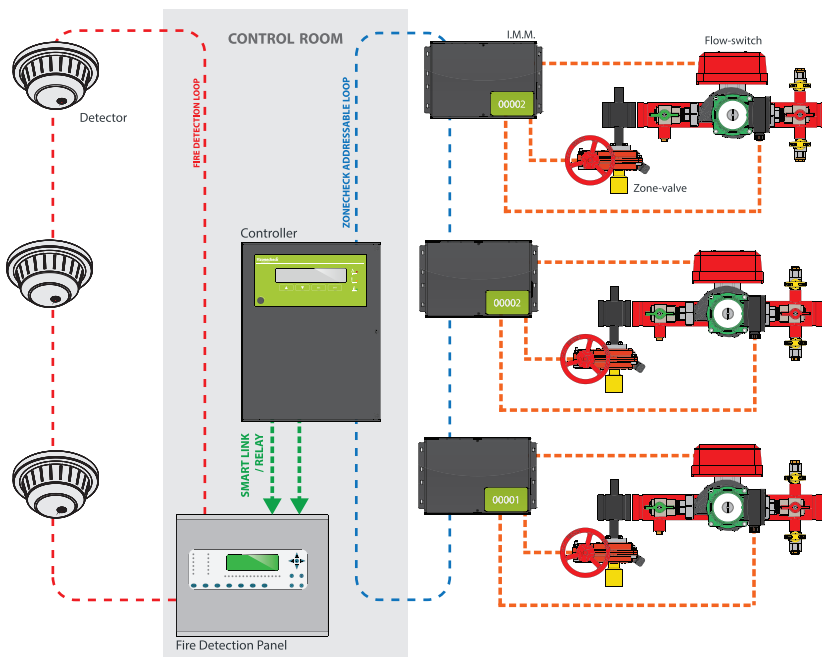 CONTROL ROOM
I.M.M.
Flow-switch
Detector
FIRE DETECTION LOOP
ZONECHECK ADDRESSABLE LOOP
00002
Zone-valve
Controller
00002
SMART LINK
/ RELAY
00001
Fire Detection Panel